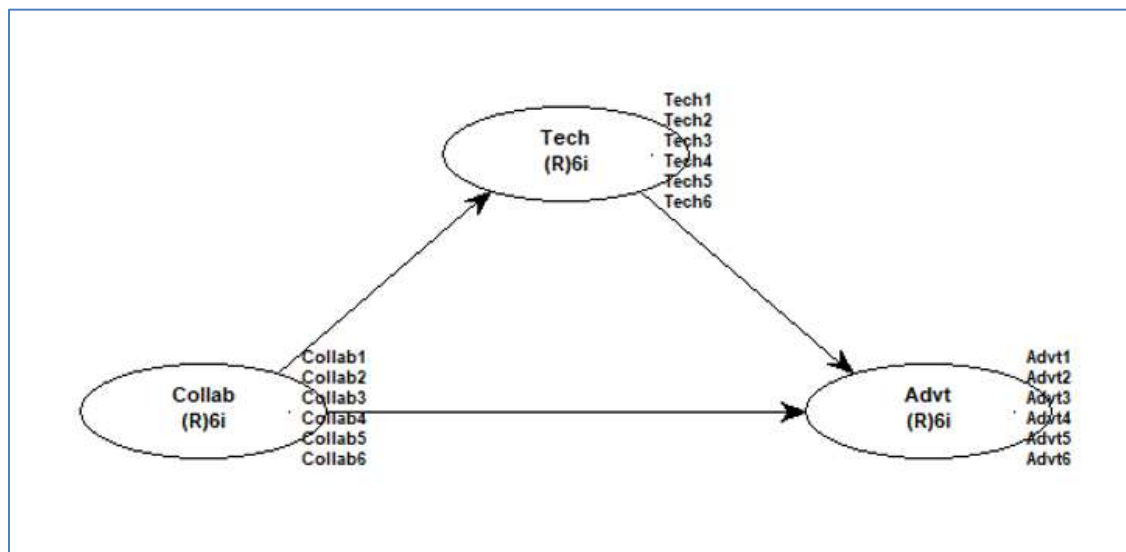 Tech
(R)6i
Tech1
Tech2
Tech3
Tech4
Tech5
Tech6
Collab
(R)6i
Collab1
Collab2
Collab3
Collab4
Collab5
Collab6
Advt
(R)6i
Advt1
Advt2
Advt3
Advt4
Advt5
Advt6